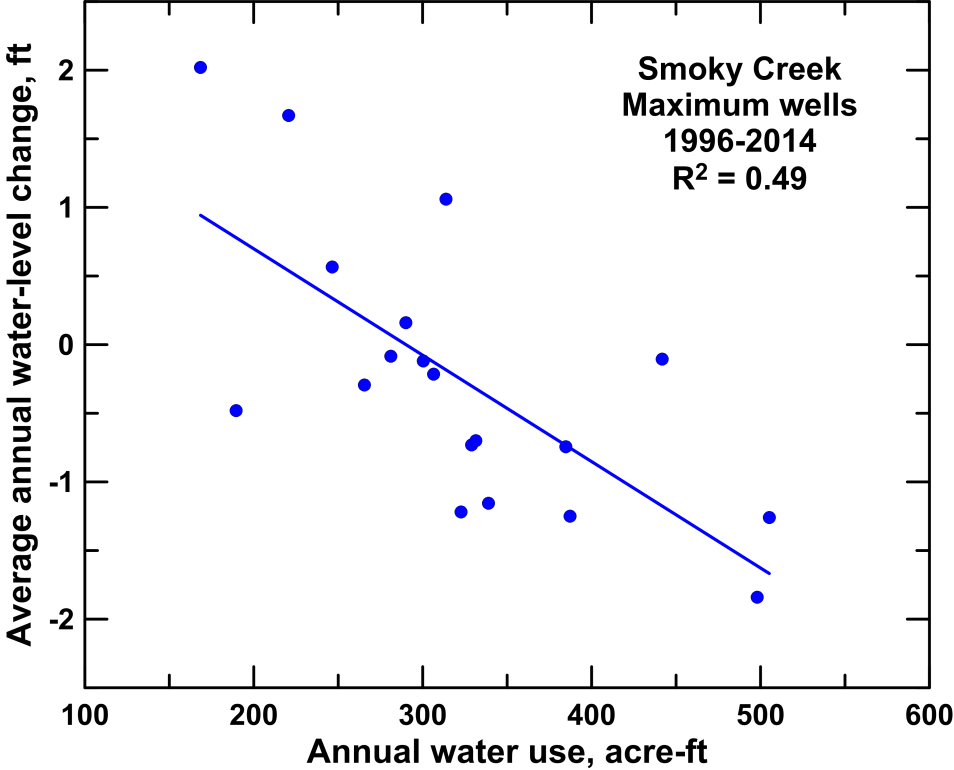 Smoky Creek
Maximum wells
1996-2014
R² = 0.49
Average annual water-level change, ft
2
1
0
-1
-2
100 200 300 400 500 600
Annual water use, acre-ft